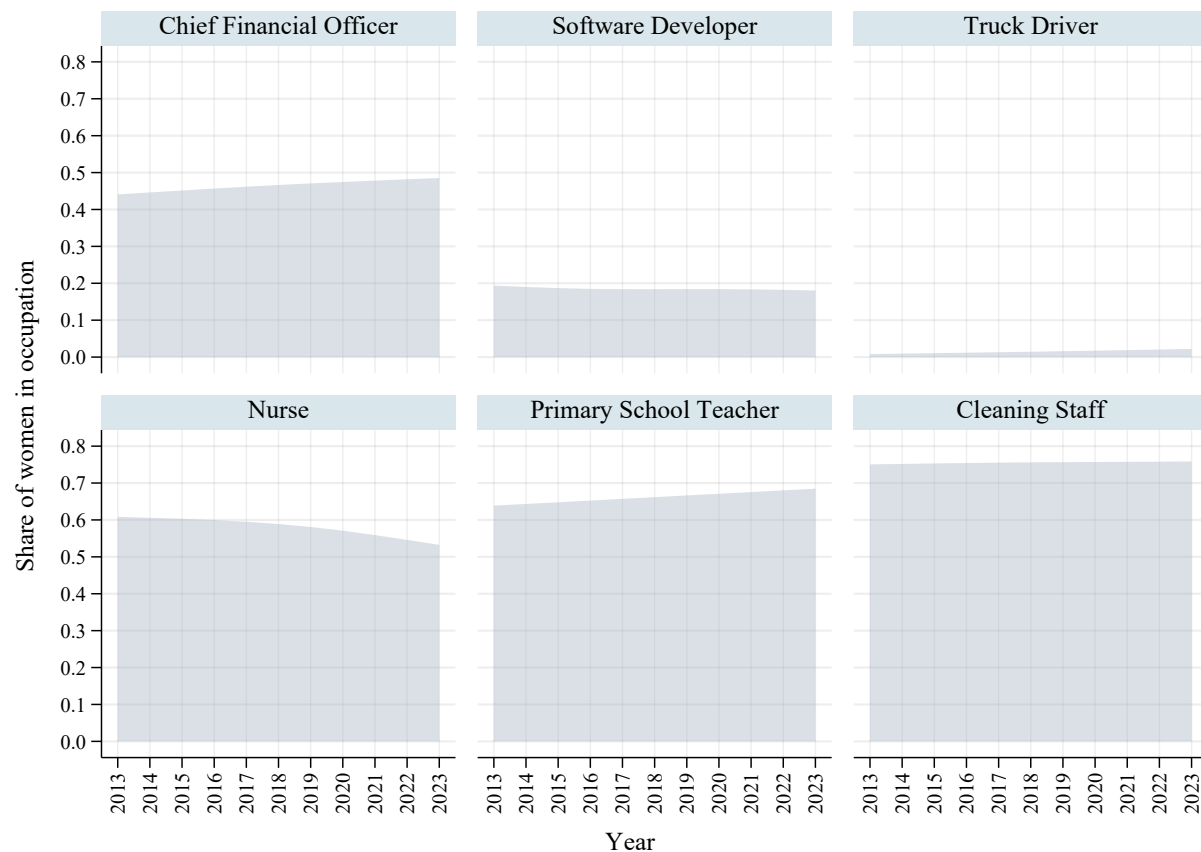 Chief Financial Officer
Software Developer
Truck Driver
0.8
0.7
0.6
0.5
0.4
0.3
0.2
0.1
0.0
Nurse
Primary School Teacher
Cleaning Staff
0.8
0.7
0.6
0.5
0.4
0.3
0.2
0.1
0.0
Share of women in occupation
2013 2014 2015 2016 2017 2018 2019 2020 2021 2022 2023
2013 2014 2015 2016 2017 2018 2019 2020 2021 2022 2023
2013 2014 2015 2016 2017 2018 2019 2020 2021 2022 2023
Year